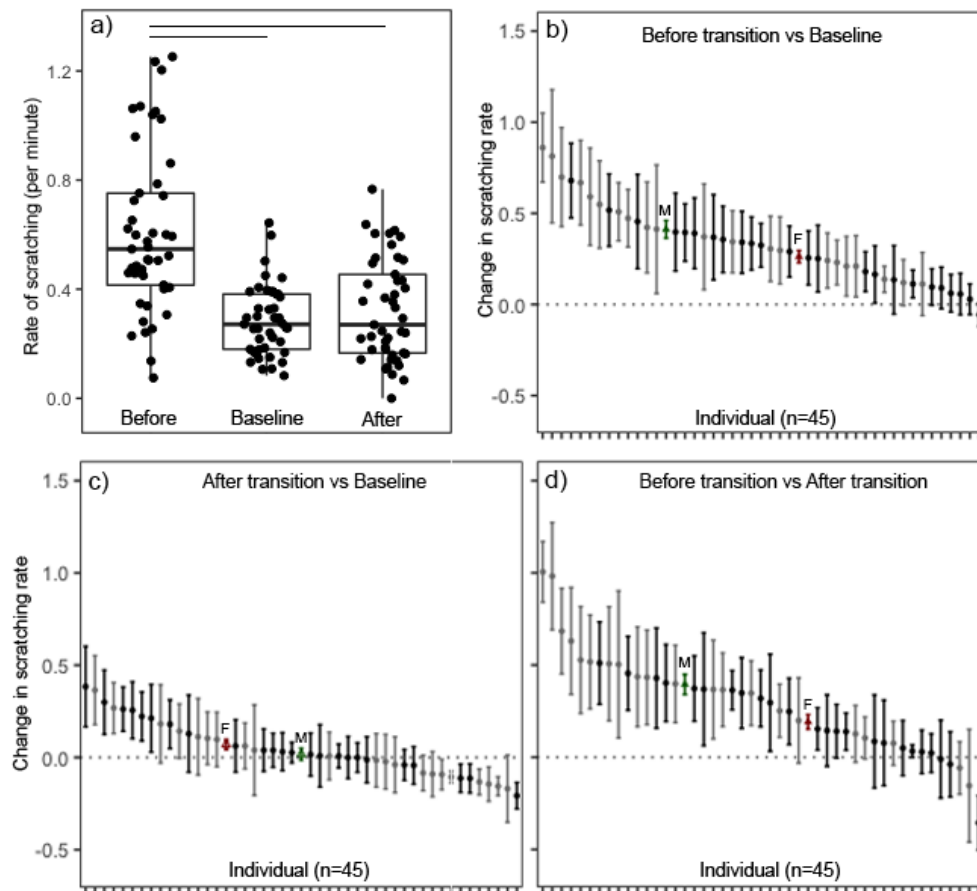 a)
1.2
0.8
0.4
0.0
Rate of scratching (per minute)
Before
Baseline
After
b)
Before transition vs Baseline
1.5
1.0
0.5
0.0
-0.5
Change in scratching rate
M
F
Individual (n=45)
c)
After transition vs Baseline
1.5
1.0
0.5
0.0
-0.5
Change in scratching rate
F
M
Individual (n=45)
d)
Before transition vs After transition
M
F
Individual (n=45)